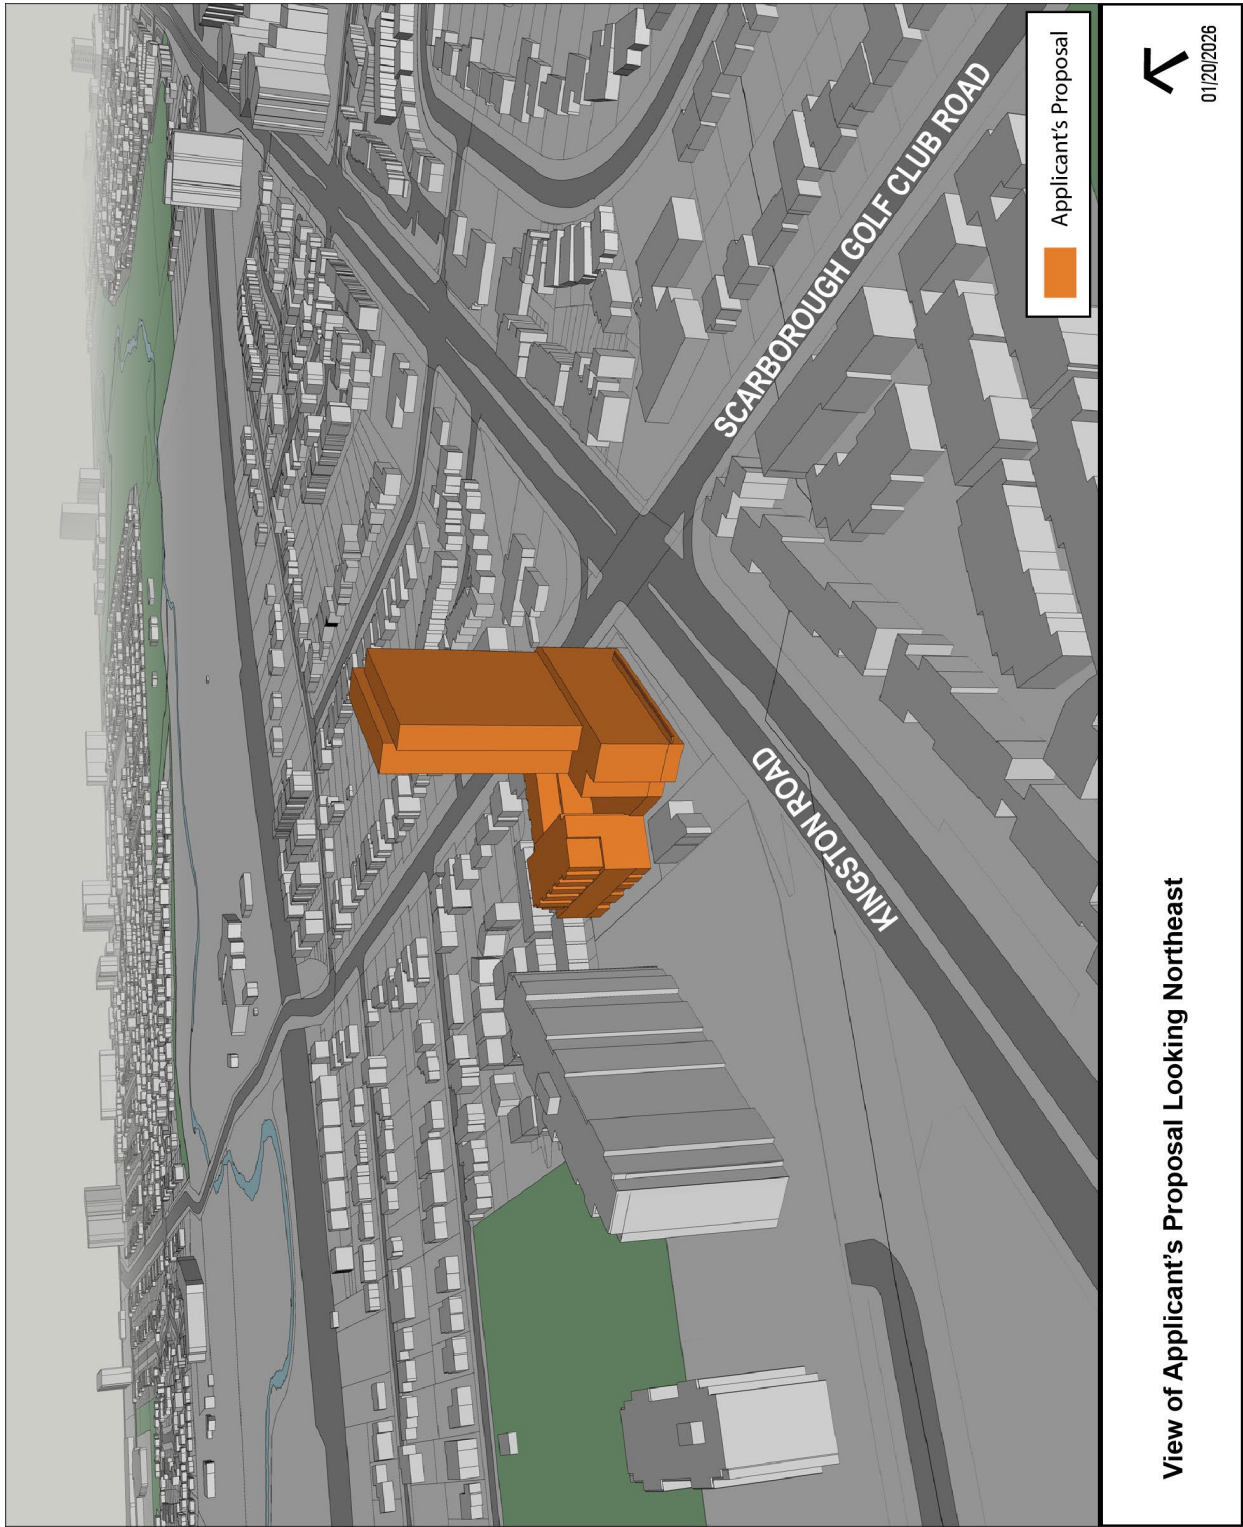 SCARBOROUGH GOLF CLUB ROAD
KINGSTON ROAD
Applicant's Proposal
View of Applicant's Proposal Looking Northeast
01/20/2026